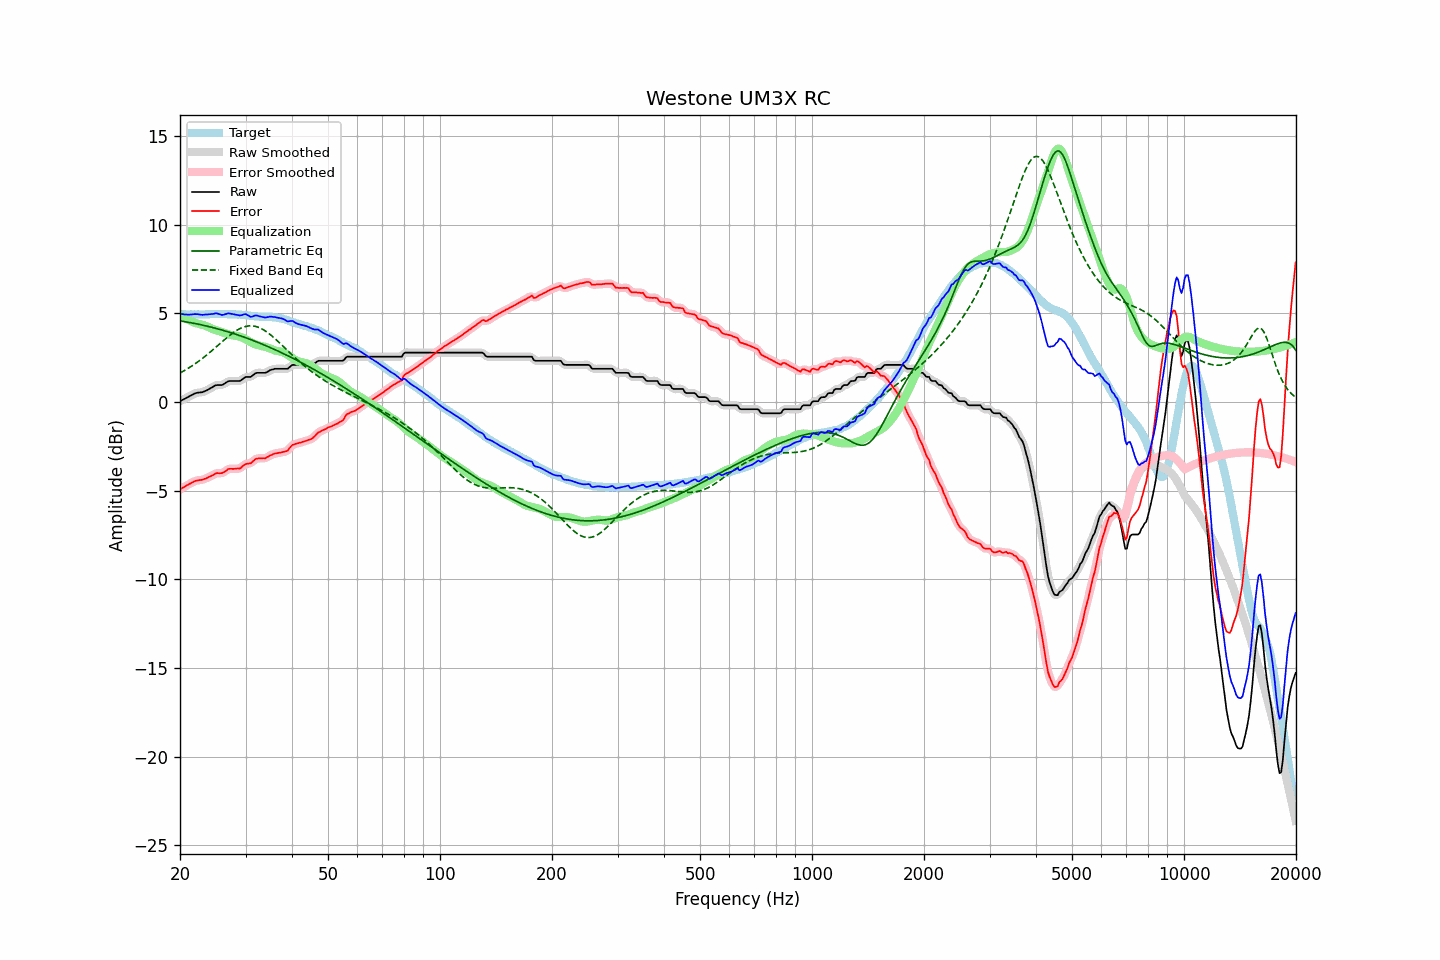 Westone UM3X RC
Target
Raw Smoothed
Error Smoothed
Raw
Error
Equalization
Parametric Eq
Fixed Band Eq
Equalized
15
10
5
0
−5
−10
−15
−20
−25
Amplitude (dBr)
20 50 100 200 500 1000 2000 5000 10000 20000
Frequency (Hz)